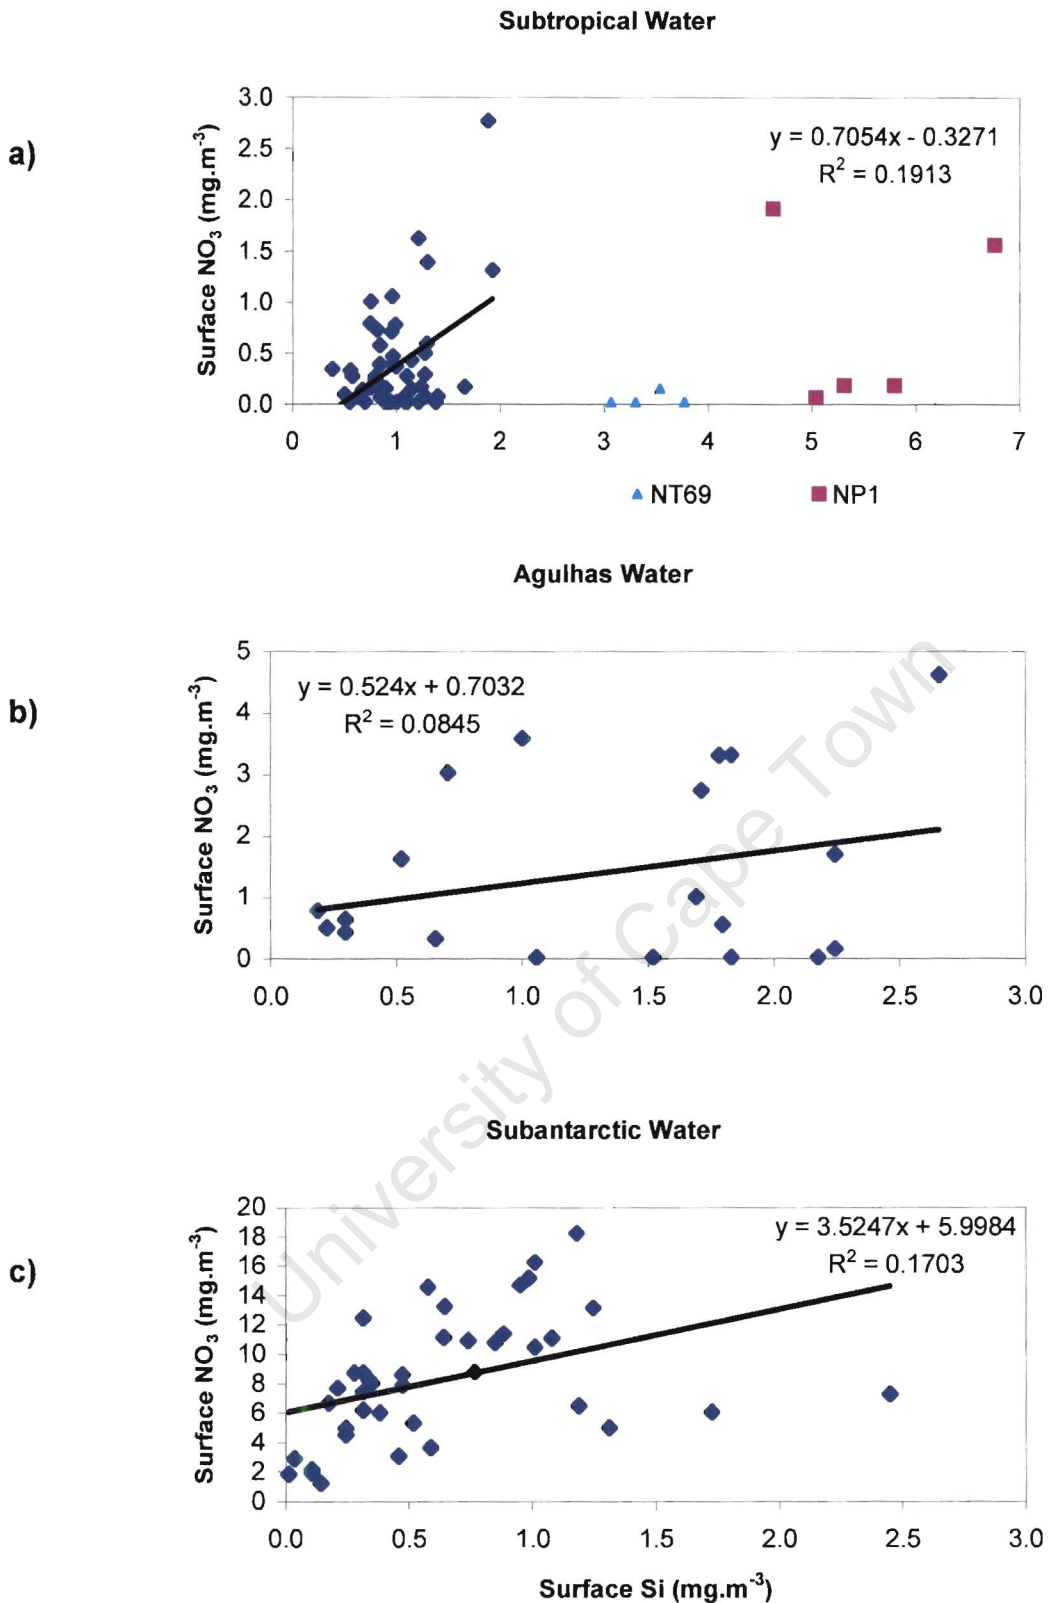 Subtropical Water
a)
Surface NO3 (mg.m-3)
3.0
2.5
2.0
1.5
1.0
0.5
0.0
y = 0.7054x - 0.3271
R2 = 0.1913
0 1 2 3 4 5 6 7
NT69 NP1
Agulhas Water
b)
Surface NO3 (mg.m-3)
5
4
3
2
1
0
y = 0.524x + 0.7032
R2 = 0.0845
0.0 0.5 1.0 1.5 2.0 2.5 3.0
Subantarctic Water
c)
Surface NO3 (mg.m-3)
20
18
16
14
12
10
8
6
4
2
0
y = 3.5247x + 5.9984
R2 = 0.1703
0.0 0.5 1.0 1.5 2.0 2.5 3.0
Surface Si (mg.m-3)
University of Cape Town